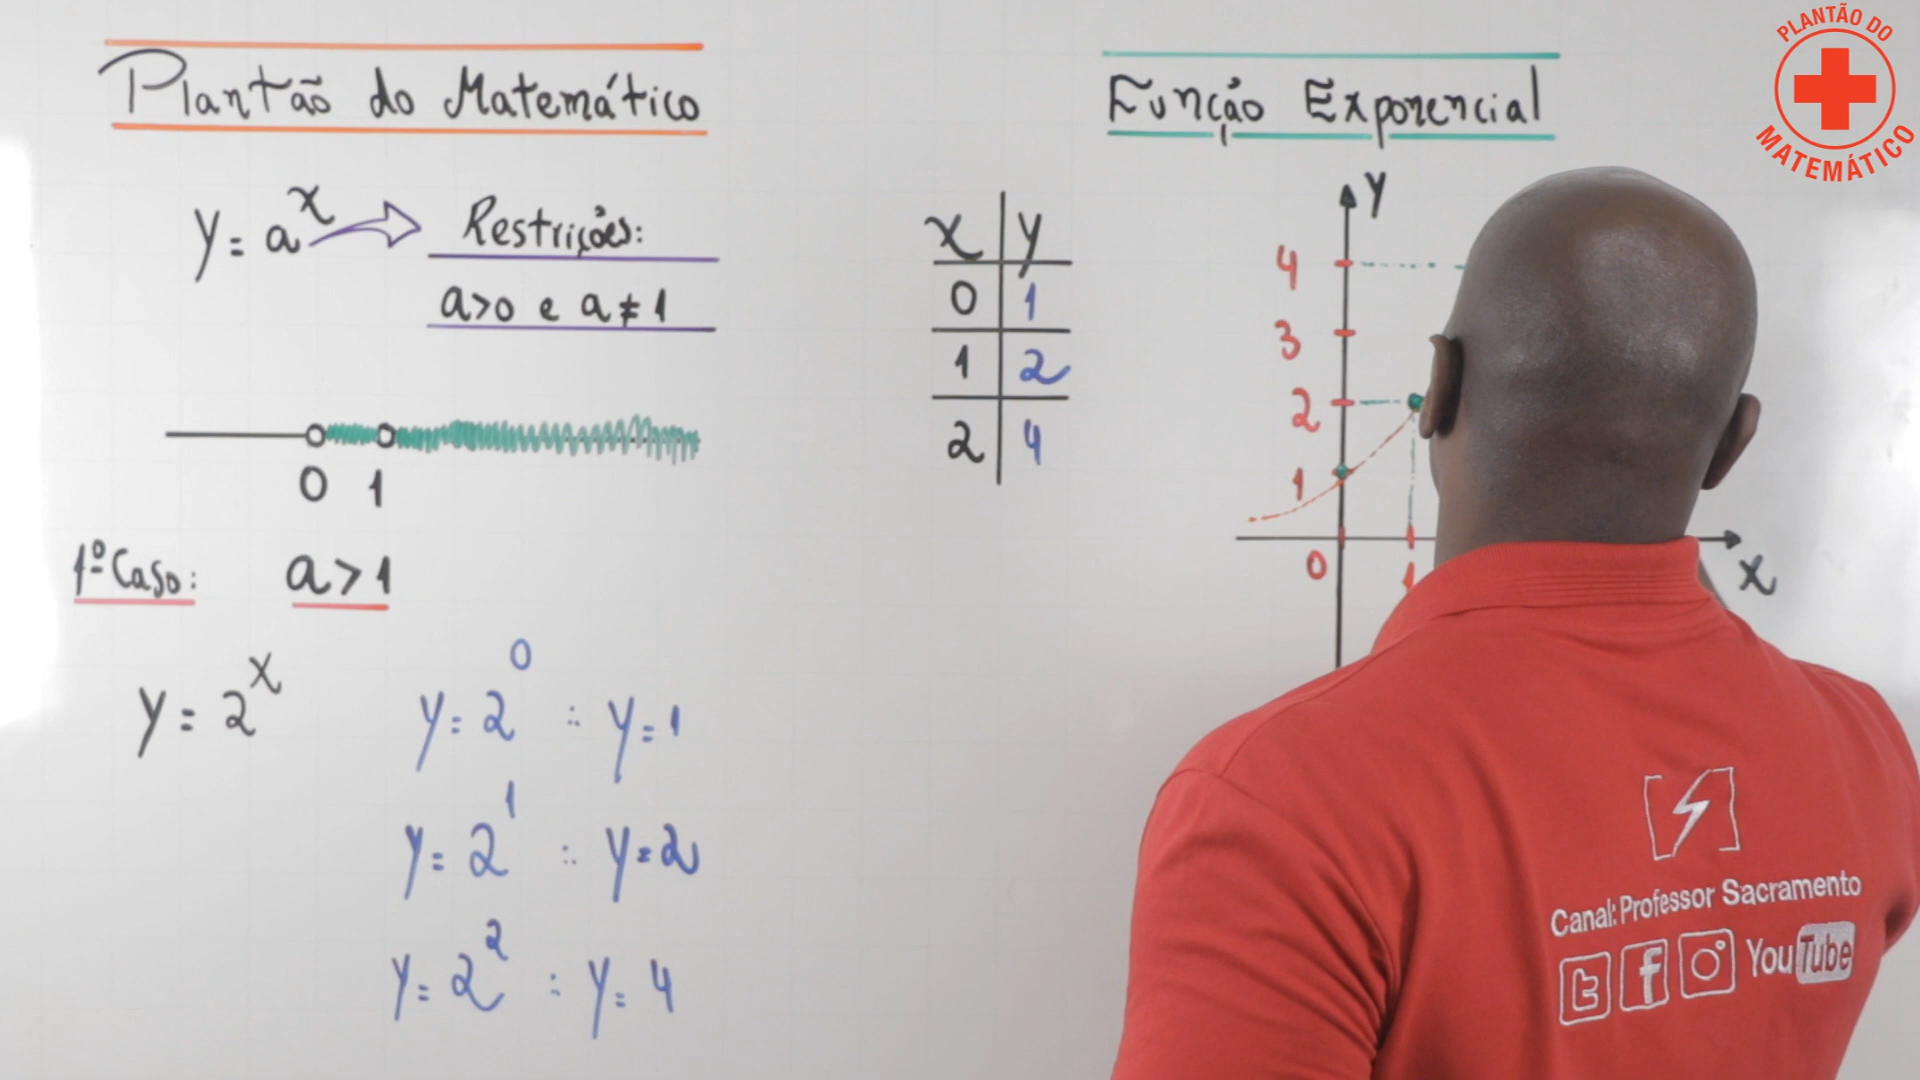 Plantão do Matemático
Função Exponencial
PLANTÃO DO
MATEMÁTICO
y = a^x
Restrições:
a>0 e a ≠ 1
0 1
1º Caso: a > 1
y = 2^x
y = 2^0 ∴ y = 1
y = 2^1 ∴ y = 2
y = 2^2 ∴ y = 4
x y
0 1
1 2
2 4
y
4
3
2
1
0 1
x
Canal: Professor Sacramento
YouTube